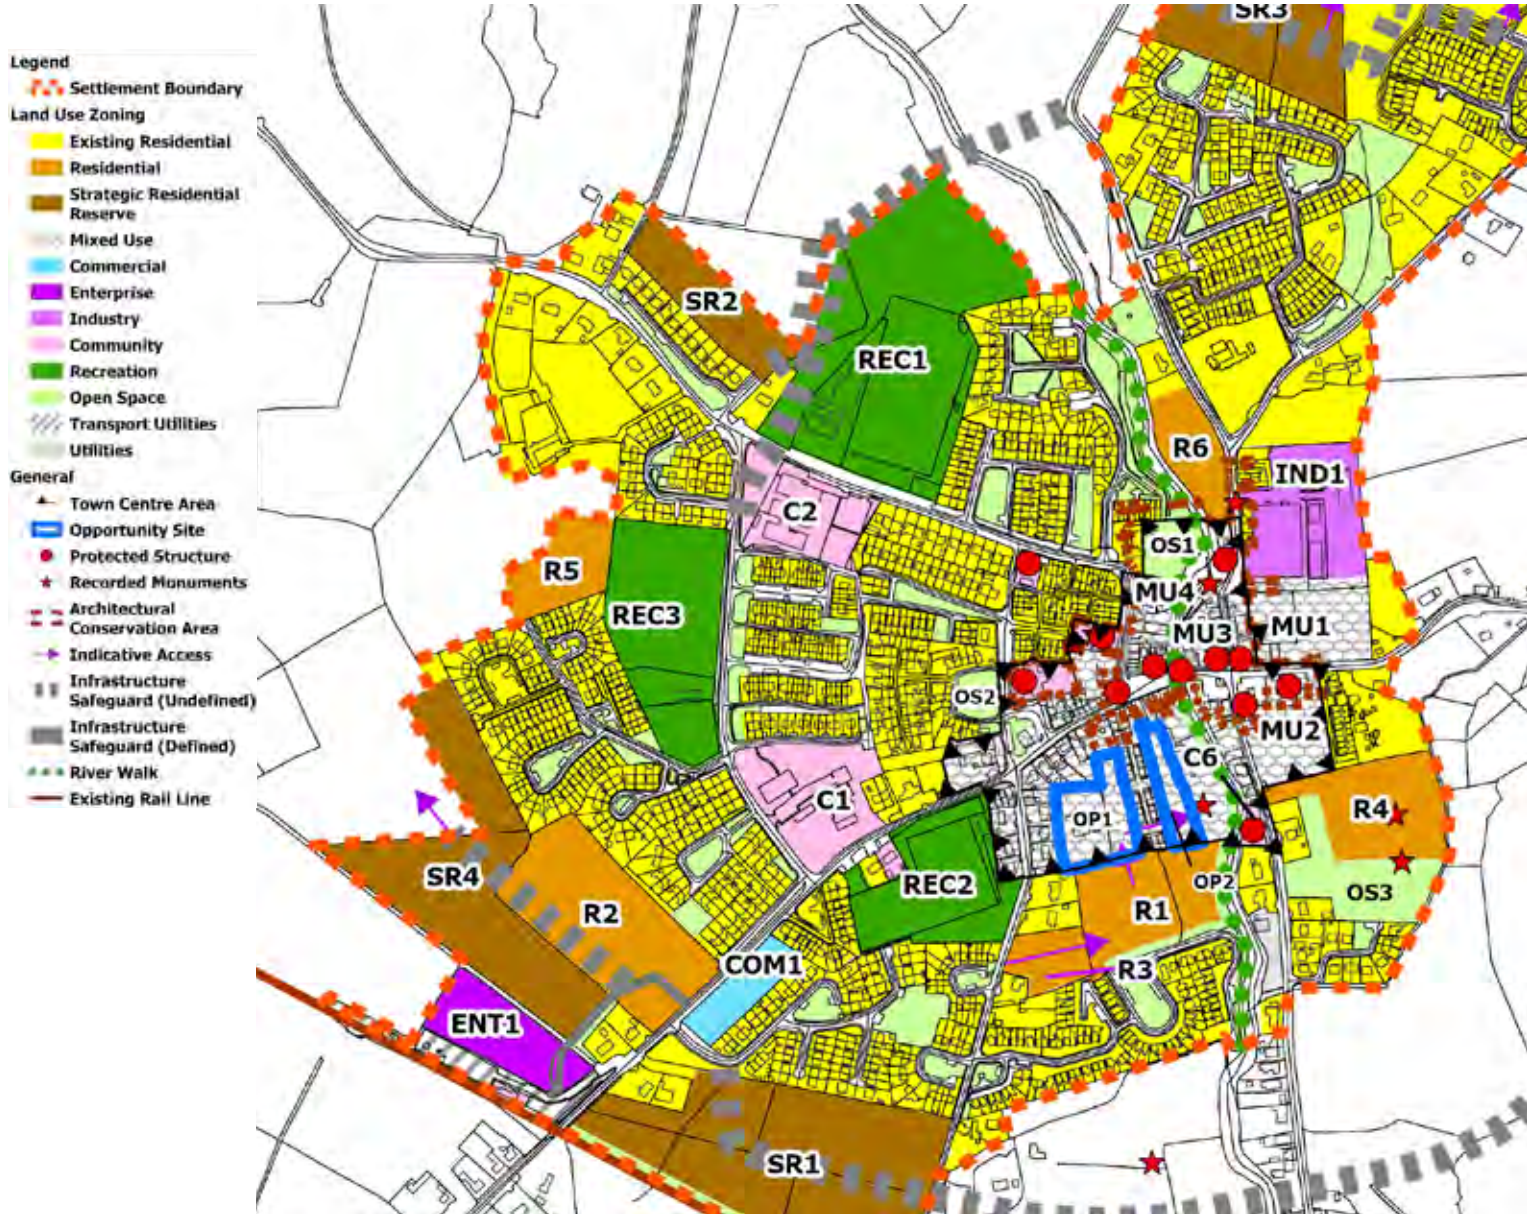 Legend
Settlement Boundary
Land Use Zoning
Existing Residential
Residential
Strategic Residential
Reserve
Mixed Use
Commercial
Enterprise
Industry
Community
Recreation
Open Space
Transport Utilities
Utilities
General
Town Centre Area
Opportunity Site
Protected Structure
Recorded Monuments
Architectural
Conservation Area
Indicative Access
Infrastructure
Safeguard (Undefined)
Infrastructure
Safeguard (Defined)
River Walk
Existing Rail Line
SR3
SR2
REC1
R6
IND1
C2
OS1
R5
MU4
REC3
MU3
MU1
OS2
MU2
C6
C1
OP1
R4
SR4
REC2
OP2
OS3
R2
R1
COM1
R3
ENT1
SR1